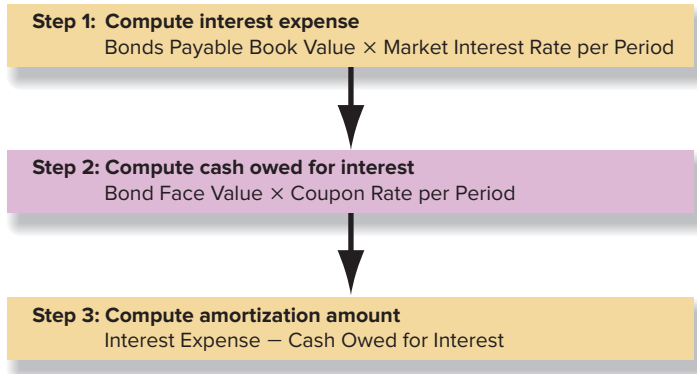 Step 1: Compute interest expense
Bonds Payable Book Value × Market Interest Rate per Period
Step 2: Compute cash owed for interest
Bond Face Value × Coupon Rate per Period
Step 3: Compute amortization amount
Interest Expense − Cash Owed for Interest